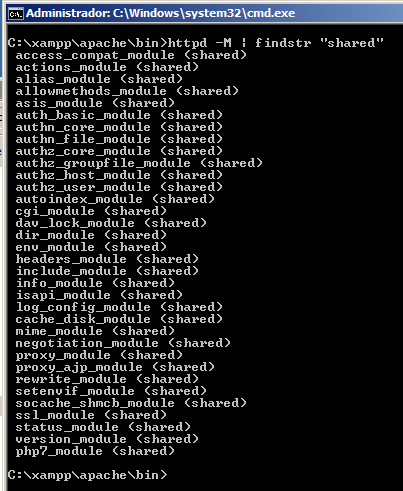 Administrador: C:\Windows\system32\cmd.exe
C:\xampp\apache\bin>httpd -M | findstr "shared"
access_compat_module (shared)
actions_module (shared)
alias_module (shared)
allowmethods_module (shared)
asis_module (shared)
auth_basic_module (shared)
authn_core_module (shared)
authn_file_module (shared)
authz_core_module (shared)
authz_groupfile_module (shared)
authz_host_module (shared)
authz_user_module (shared)
autoindex_module (shared)
cgi_module (shared)
dav_lock_module (shared)
dir_module (shared)
env_module (shared)
headers_module (shared)
include_module (shared)
info_module (shared)
isapi_module (shared)
log_config_module (shared)
cache_disk_module (shared)
mime_module (shared)
negotiation_module (shared)
proxy_module (shared)
proxy_ajp_module (shared)
rewrite_module (shared)
setenvif_module (shared)
socache_shmcb_module (shared)
ssl_module (shared)
status_module (shared)
version_module (shared)
php7_module (shared)
C:\xampp\apache\bin>